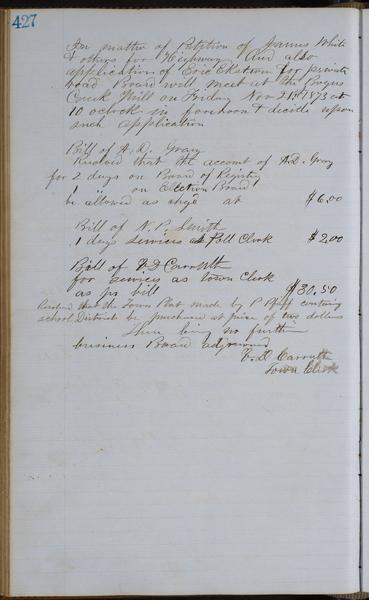 427
In matter of Petition of James White
& others for Highway. And also
application of Eric Ekstrom for private
road Board will meet at the Bogus
Creek Mill on Friday Nov 21st 1873 at
10 oclock in forenoon & decide upon
such application
Bill of A. D. Gray
Resolved that the account of A.D. Gray
for 2 days on Board of Registry
1 " on Election Board
be allowed as chgd at $6.00
Bill of N. P. Smith
1 days services as Poll Clerk $2.00
Bill of F D Carruth
for services as Town Clerk
as pr bill $30.50
Resolved that the Town Plat made by P Pfaff containing
school Districts be purchased at price of two dollars
There being no further
business Board adjourned
F. D Carruth
Town Clerk